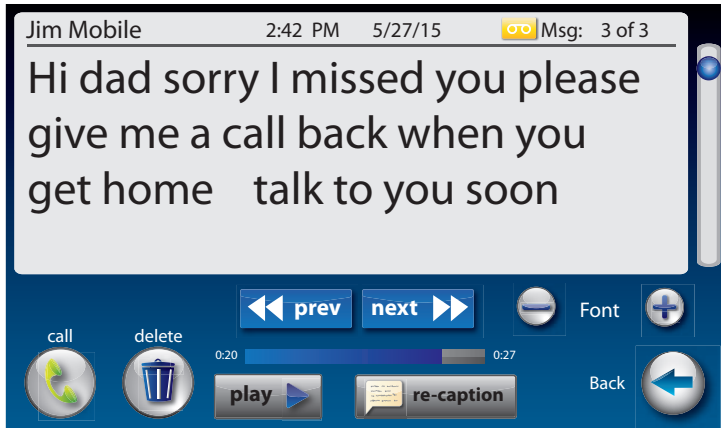 Jim Mobile 2:42 PM 5/27/15 Msg: 3 of 3
Hi dad sorry I missed you please
give me a call back when you
get home talk to you soon
prev next Font
call delete
0:20 0:27
play re-caption Back